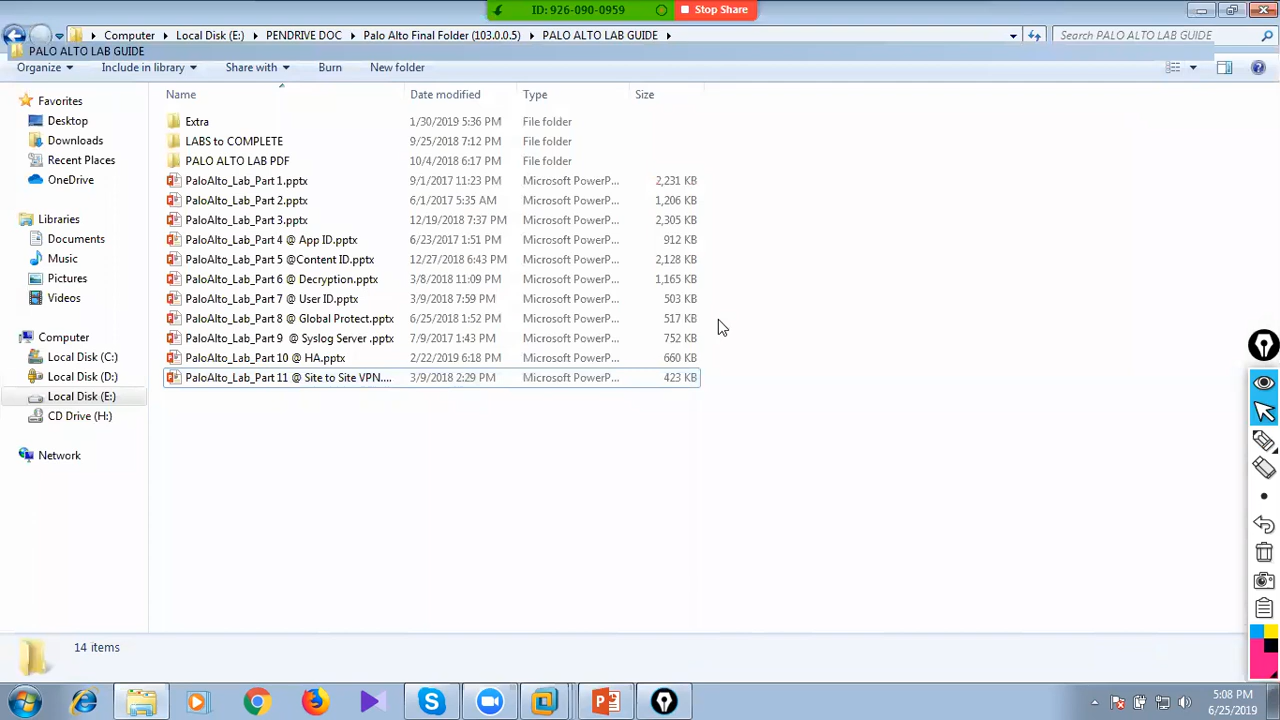 ID: 926-090-0959
Stop Share
Computer
Local Disk (E:)
PENDRIVE DOC
Palo Alto Final Folder (103.0.0.5)
PALO ALTO LAB GUIDE
Search PALO ALTO LAB GUIDE
PALO ALTO LAB GUIDE
Organize
Include in library
Share with
Burn
New folder
Name
Date modified
Type
Size
Favorites
Desktop
Downloads
Recent Places
OneDrive
Libraries
Documents
Music
Pictures
Videos
Computer
Local Disk (C:)
Local Disk (D:)
Local Disk (E:)
CD Drive (H:)
Network
Extra 1/30/2019 5:36 PM File folder
LABS to COMPLETE 9/25/2018 7:12 PM File folder
PALO ALTO LAB PDF 10/4/2018 6:17 PM File folder
PaloAlto_Lab_Part 1.pptx 9/1/2017 11:23 PM Microsoft PowerP... 2,231 KB
PaloAlto_Lab_Part 2.pptx 6/1/2017 5:35 AM Microsoft PowerP... 1,206 KB
PaloAlto_Lab_Part 3.pptx 12/19/2018 7:37 PM Microsoft PowerP... 2,305 KB
PaloAlto_Lab_Part 4 @ App ID.pptx 6/23/2017 1:51 PM Microsoft PowerP... 912 KB
PaloAlto_Lab_Part 5 @Content ID.pptx 12/27/2018 6:43 PM Microsoft PowerP... 2,128 KB
PaloAlto_Lab_Part 6 @ Decryption.pptx 3/8/2018 11:09 PM Microsoft PowerP... 1,165 KB
PaloAlto_Lab_Part 7 @ User ID.pptx 3/9/2018 7:59 PM Microsoft PowerP... 503 KB
PaloAlto_Lab_Part 8 @ Global Protect.pptx 6/25/2018 1:52 PM Microsoft PowerP... 517 KB
PaloAlto_Lab_Part 9 @ Syslog Server .pptx 7/9/2017 1:43 PM Microsoft PowerP... 752 KB
PaloAlto_Lab_Part 10 @ HA.pptx 2/22/2019 6:18 PM Microsoft PowerP... 660 KB
PaloAlto_Lab_Part 11 @ Site to Site VPN.... 3/9/2018 2:29 PM Microsoft PowerP... 423 KB
14 items
5:08 PM
6/25/2019